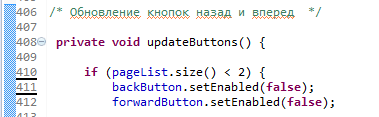 406 /* Обновление кнопок назад и вперед */
407
408 private void updateButtons() {
409
410 if (pageList.size() < 2) {
411 backButton.setEnabled(false);
412 forwardButton.setEnabled(false);